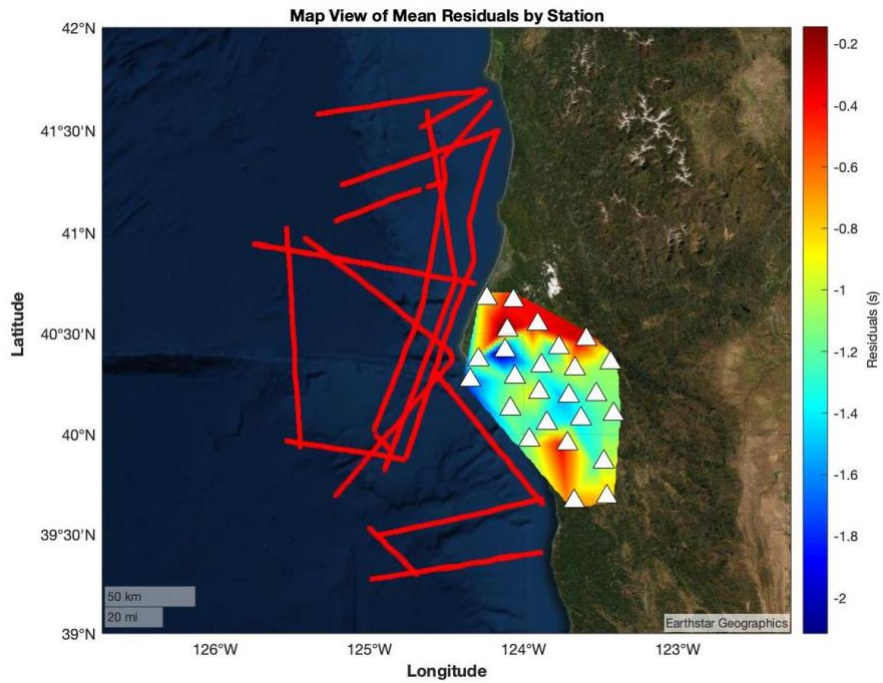 Map View of Mean Residuals by Station
42°N
41°30'N
41°N
40°30'N
40°N
39°30'N
39°N
Latitude
126°W
125°W
124°W
123°W
Longitude
50 km
20 mi
Earthstar Geographics
-0.2
-0.4
-0.6
-0.8
-1
-1.2
-1.4
-1.6
-1.8
-2
Residuals (s)